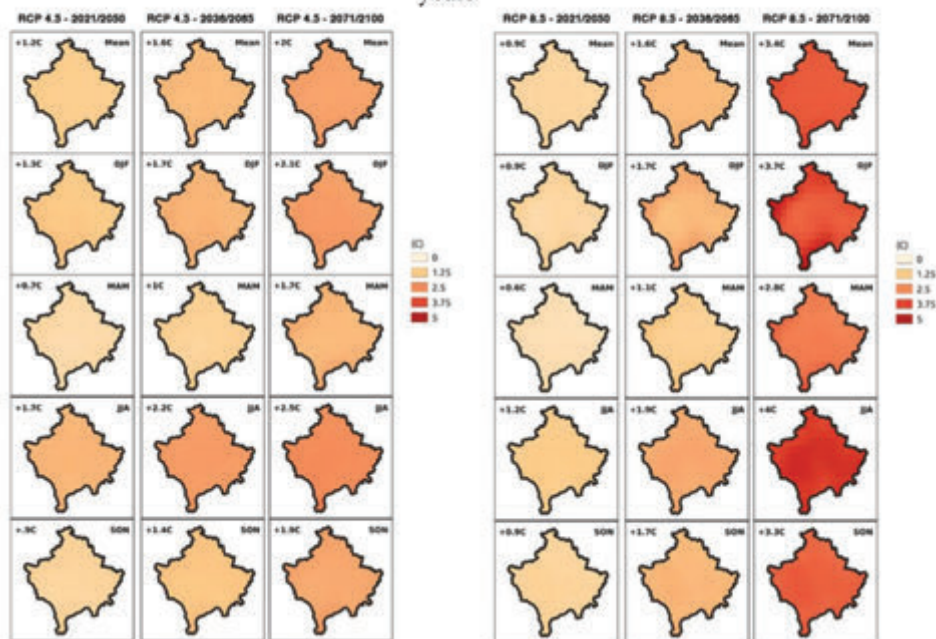 years
RCP 4.5 - 2021/2050 RCP 4.5 - 2036/2065 RCP 4.5 - 2071/2100
+1.2C Mean +1.6C Mean +2C Mean
+1.3C DJF +1.7C DJF +2.1C DJF
+0.7C MAM +1C MAM +1.7C MAM
+1.7C JJA +2.2C JJA +2.5C JJA
+.9C SON +1.4C SON +1.9C SON
0
1.25
2.5
3.75
5
RCP 8.5 - 2021/2050 RCP 8.5 - 2036/2065 RCP 8.5 - 2071/2100
+0.9C Mean +1.6C Mean +3.4C Mean
+0.9C DJF +1.7C DJF +3.7C DJF
+0.6C MAM +1.1C MAM MAM
+1.2C JJA +1.9C JJA +4C JJA
+0.9C SON +1.7C SON +3.3C SON
0
1.25
2.5
3.75
5